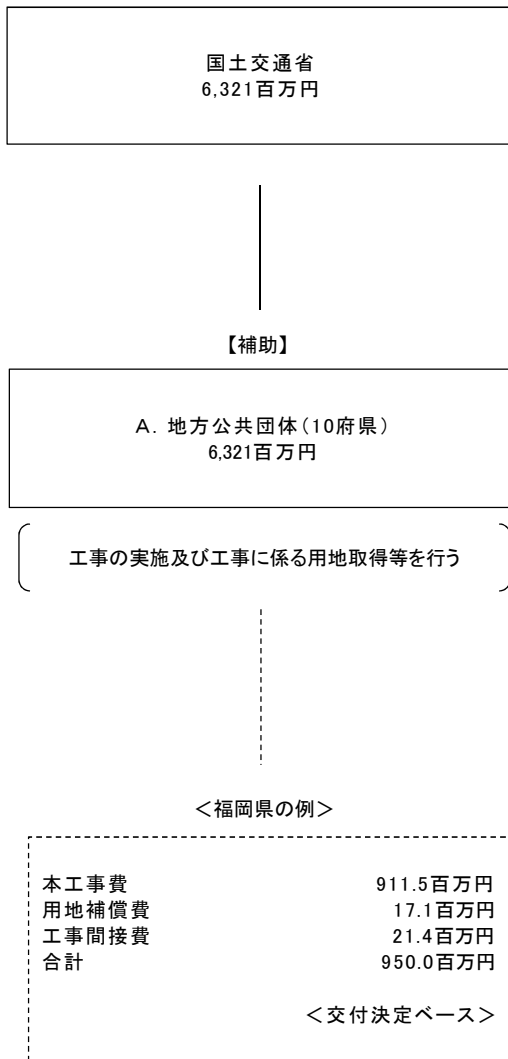 国土交通省
6,321百万円
【補助】
A. 地方公共団体(10府県)
6,321百万円
工事の実施及び工事に係る用地取得等を行う
<福岡県の例>
本工事費 911.5百万円
用地補償費 17.1百万円
工事間接費 21.4百万円
合計 950.0百万円
<交付決定ベース>